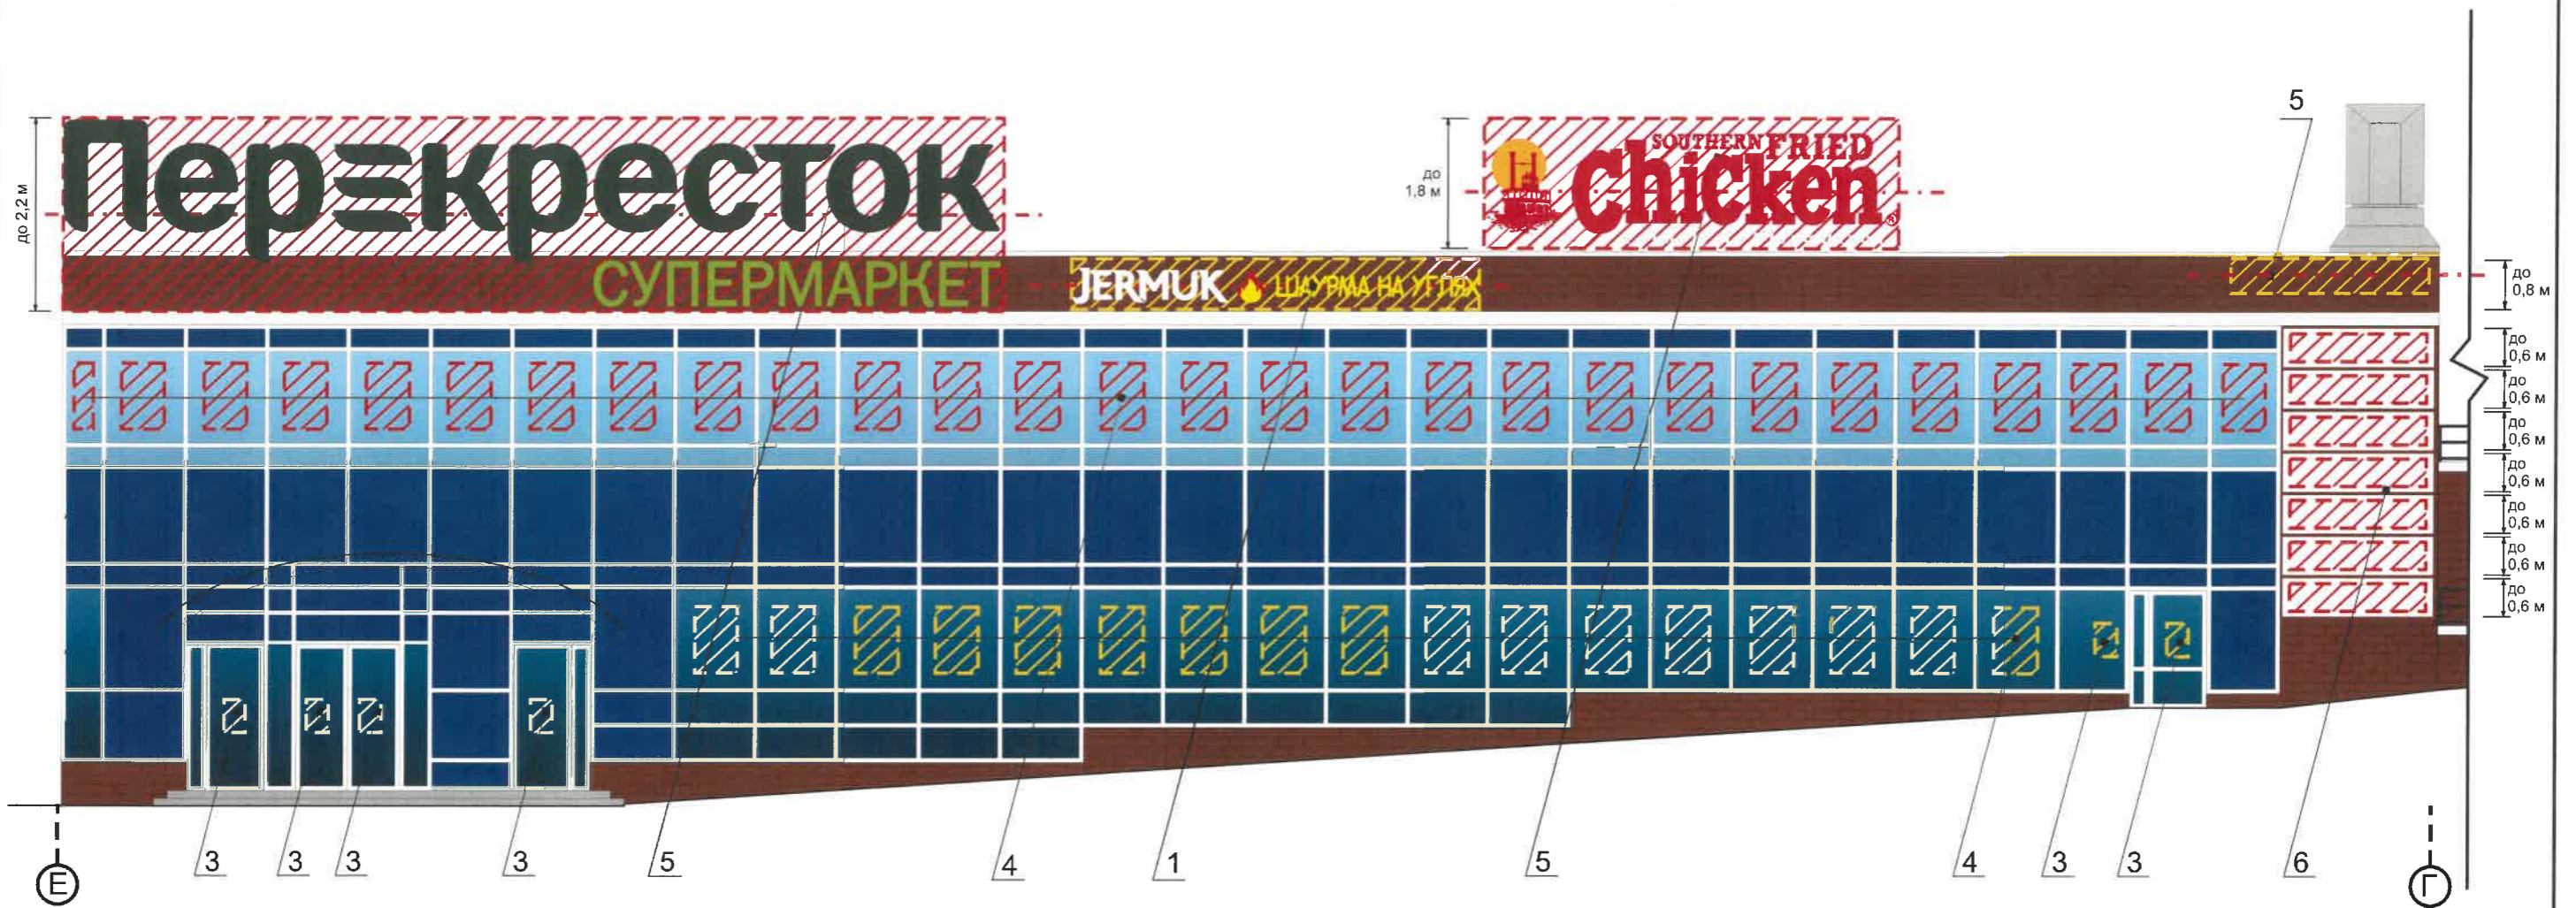 5
Перекресток
SOUTHERN FRIED
Chicken®
до 2,2 м
до
1,8 м
СУПЕРМАРКЕТ
JERMUK ШАУРМА НА УГЛЯХ
до
0,8 м
до
0,6 м
до
0,6 м
до
0,6 м
до
0,6 м
до
0,6 м
до
0,6 м
до
0,6 м
3 3 3 3 5 4 1 5 4 3 3 6
Е Г